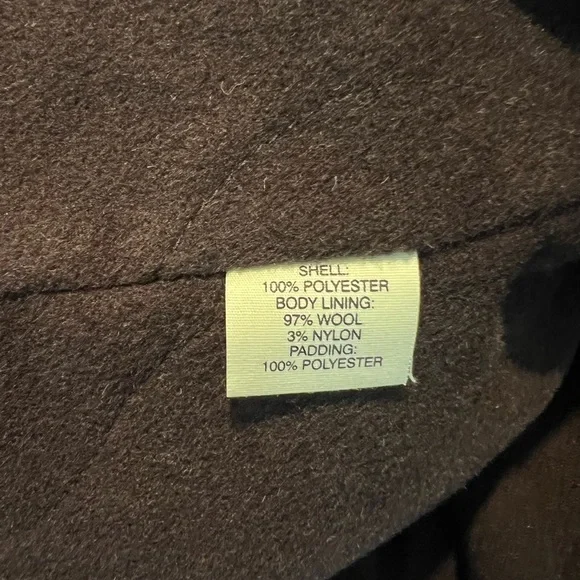 SHELL:
100% POLYESTER
BODY LINING:
97% WOOL
3% NYLON
PADDING:
100% POLYESTER